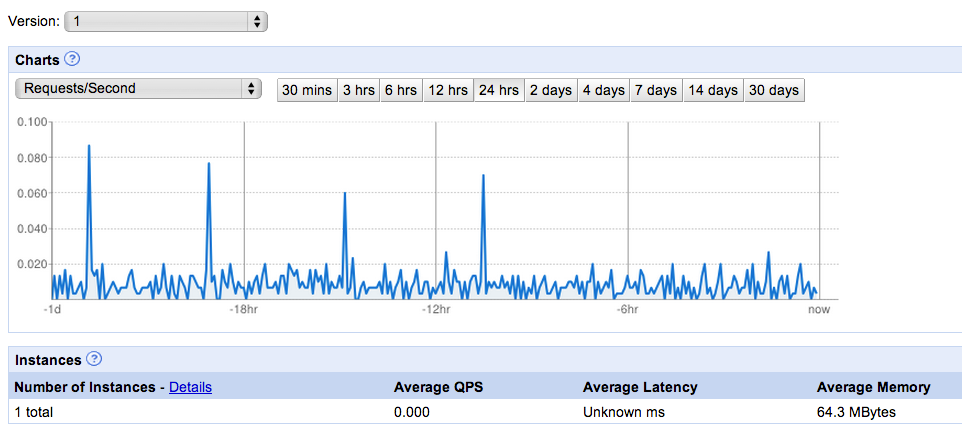 Version: 1
Charts ?
Requests/Second 30 mins 3 hrs 6 hrs 12 hrs 24 hrs 2 days 4 days 7 days 14 days 30 days
0.100
0.080
0.060
0.040
0.020
-1d -18hr -12hr -6hr now
Instances ?
Number of Instances - Details Average QPS Average Latency Average Memory
1 total 0.000 Unknown ms 64.3 MBytes